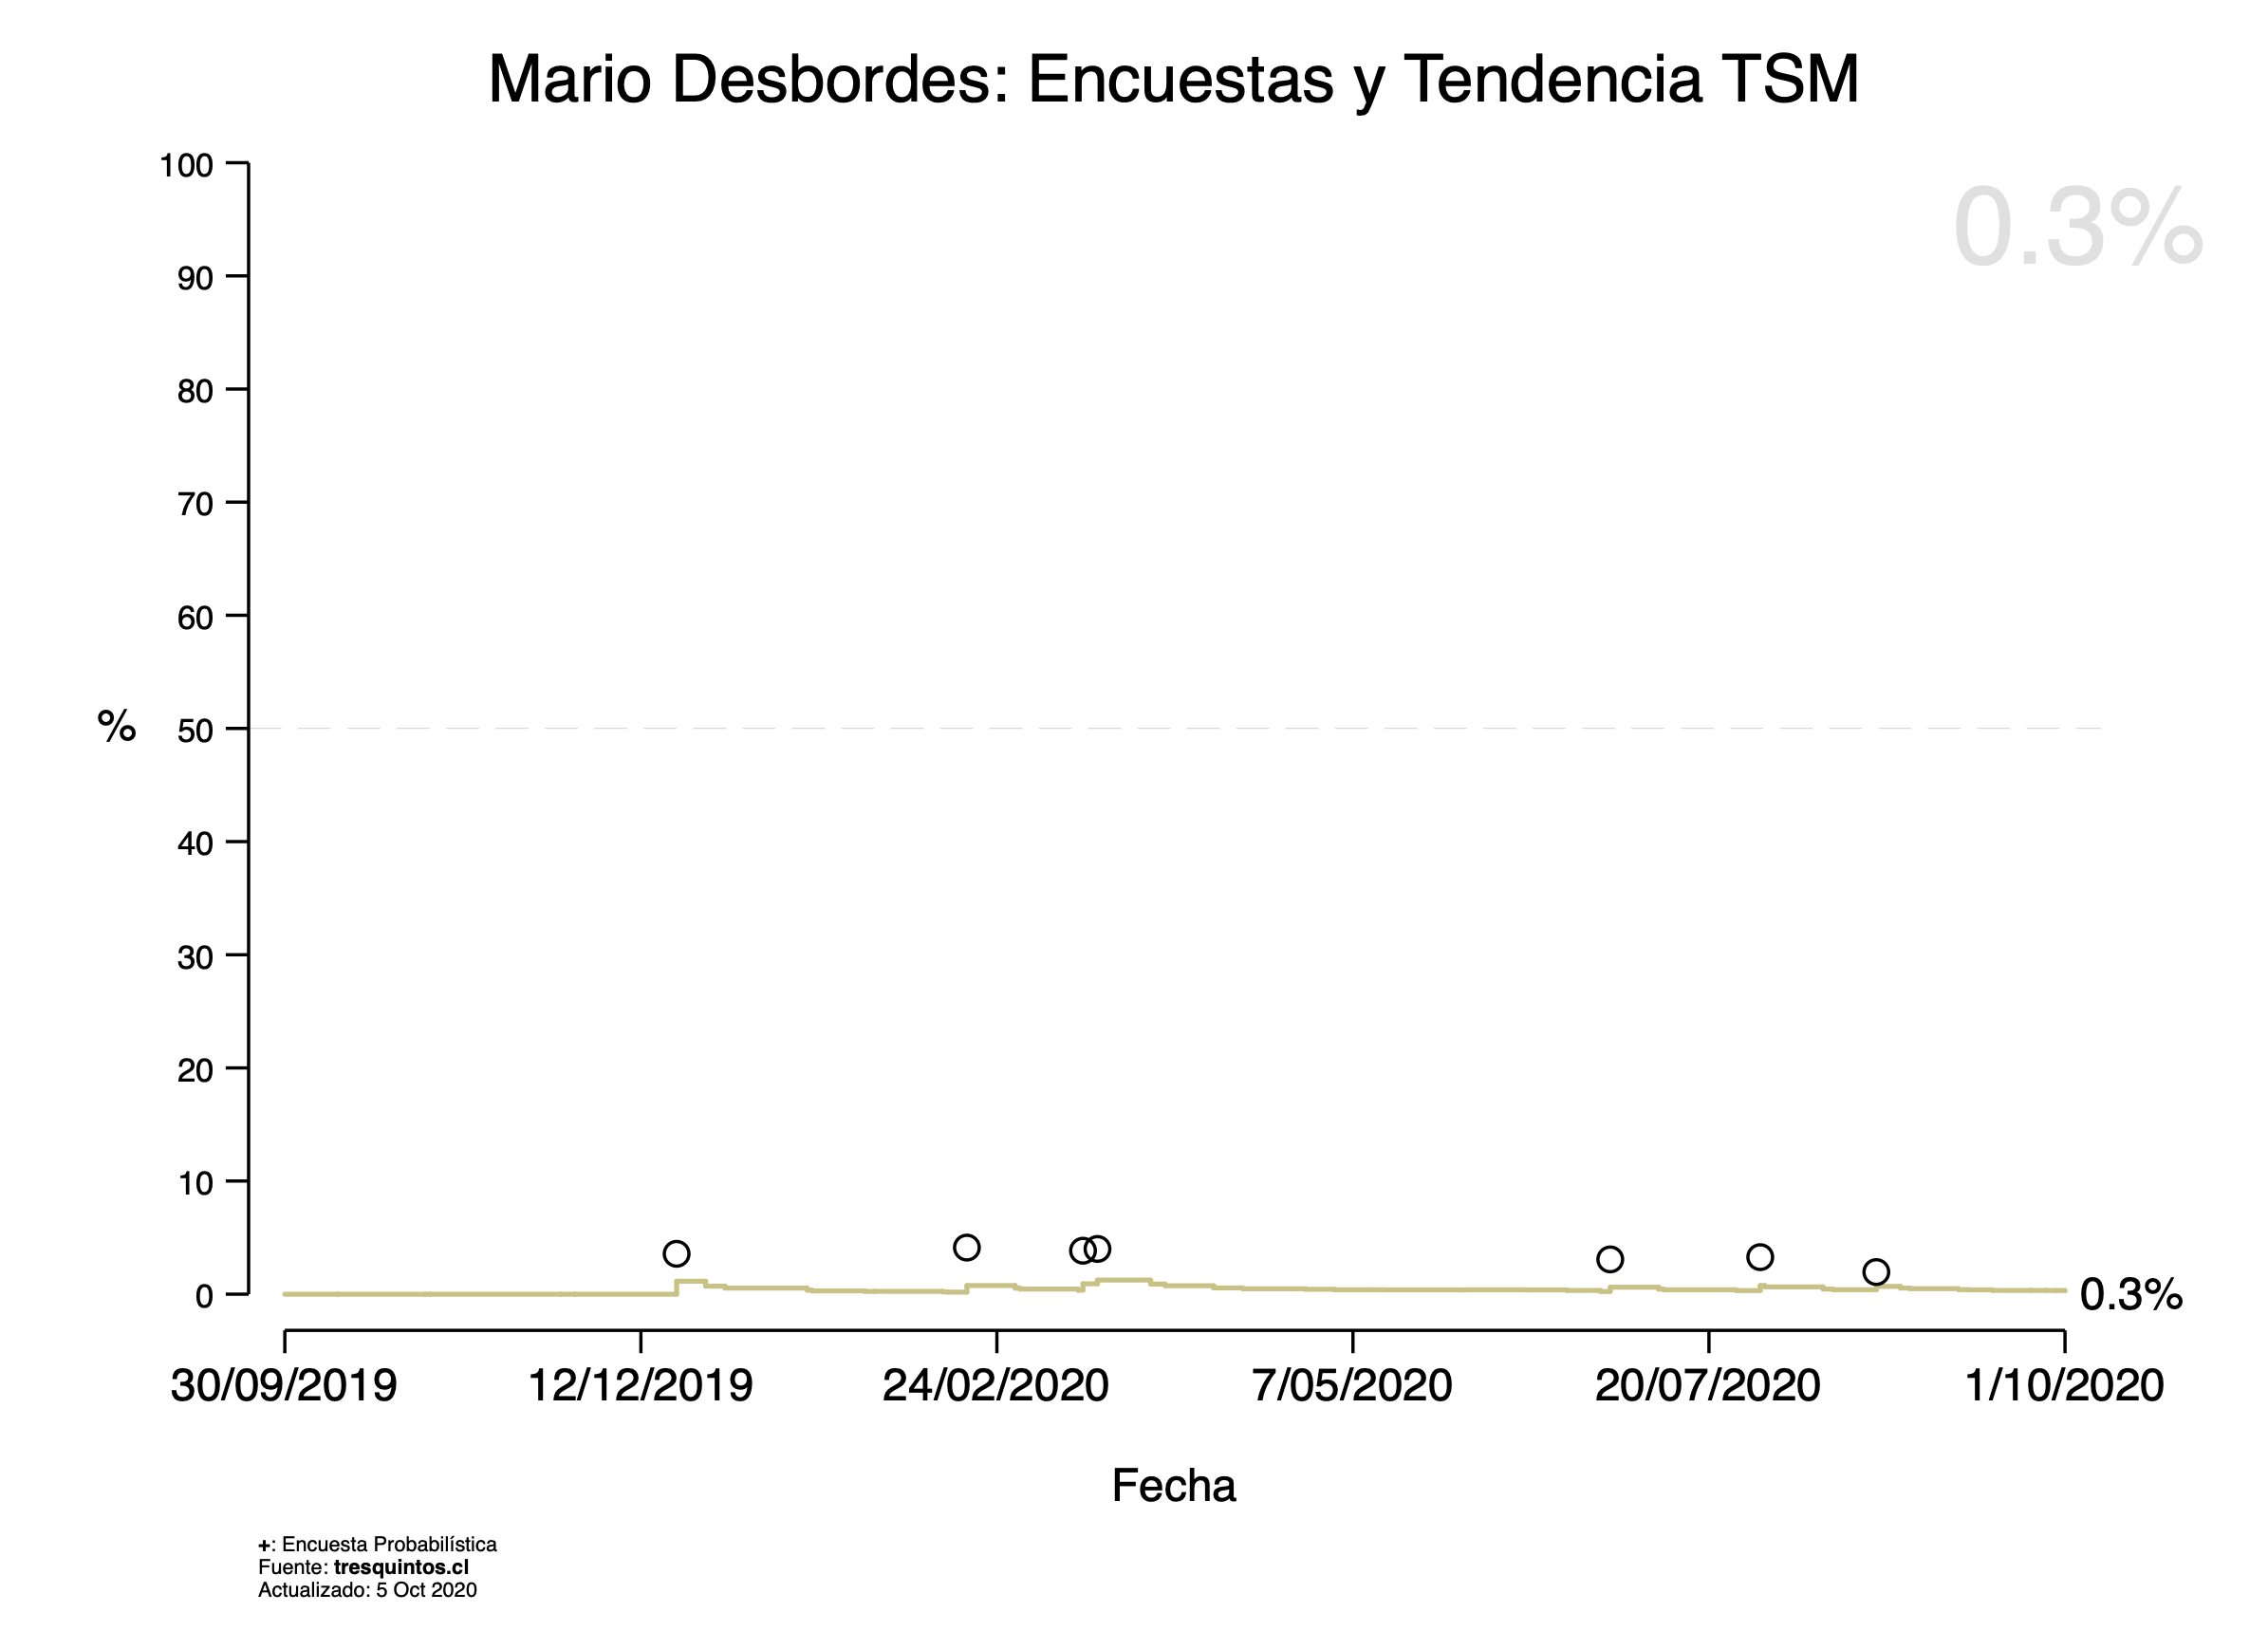 Mario Desbordes: Encuestas y Tendencia TSM
0.3%
100
90
80
70
60
% 50
40
30
20
10
0
0.3%
30/09/2019 12/12/2019 24/02/2020 7/05/2020 20/07/2020 1/10/2020
Fecha
+: Encuesta Probabilística
Fuente: tresquintos.cl
Actualizado: 5 Oct 2020